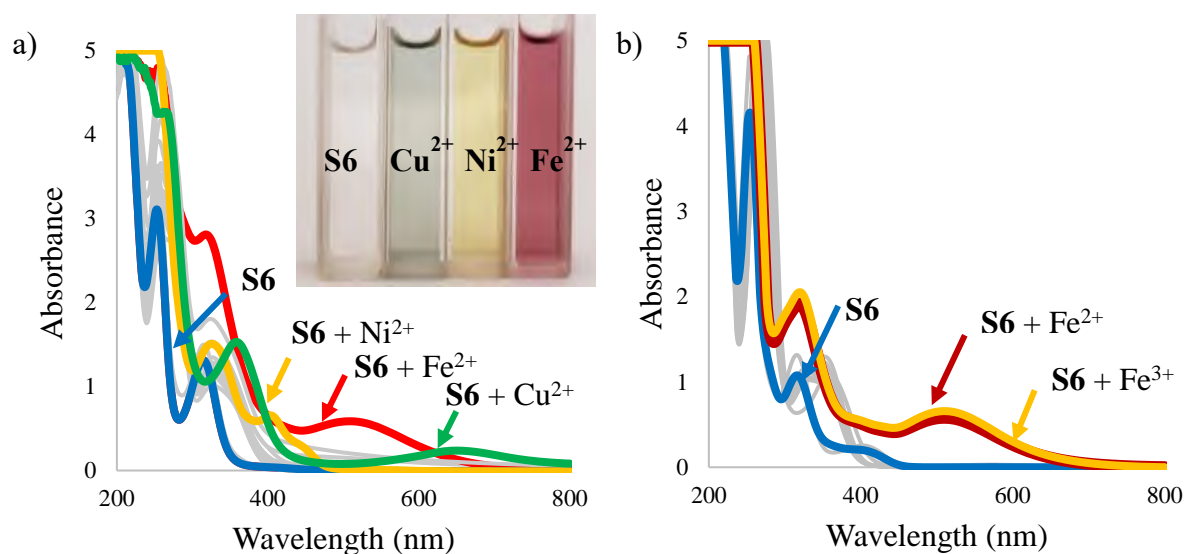 a)
Absorbance
5
4
3
2
1
0
200
400
600
800
Wavelength (nm)
S6
Cu²⁺
Ni²⁺
Fe²⁺
S6
S6 + Ni²⁺
S6 + Fe²⁺
S6 + Cu²⁺
b)
Absorbance
5
4
3
2
1
0
200
400
600
800
Wavelength (nm)
S6
S6 + Fe²⁺
S6 + Fe³⁺